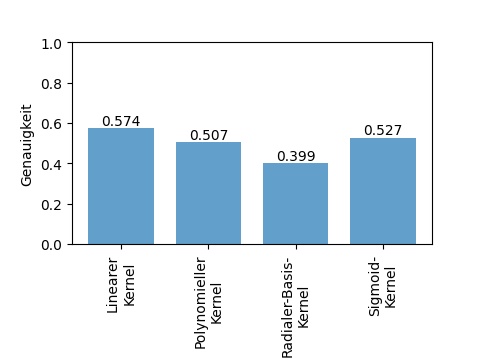 1.0
0.8
0.6
0.4
0.2
0.0
Genauigkeit
0.574
0.507
0.399
0.527
Linearer
Kernel
Polynomieller
Kernel
Radialer-Basis-
Kernel
Sigmoid-
Kernel